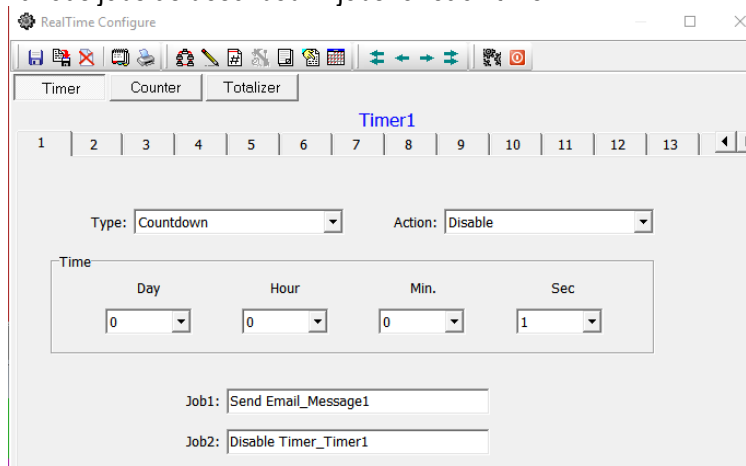 RealTime Configure
Timer Counter Totalizer
Timer1
1 2 3 4 5 6 7 8 9 10 11 12 13
Type: Countdown Action: Disable
Time
Day Hour Min. Sec
0 0 0 1
Job1: Send Email_Message1
Job2: Disable Timer_Timer1